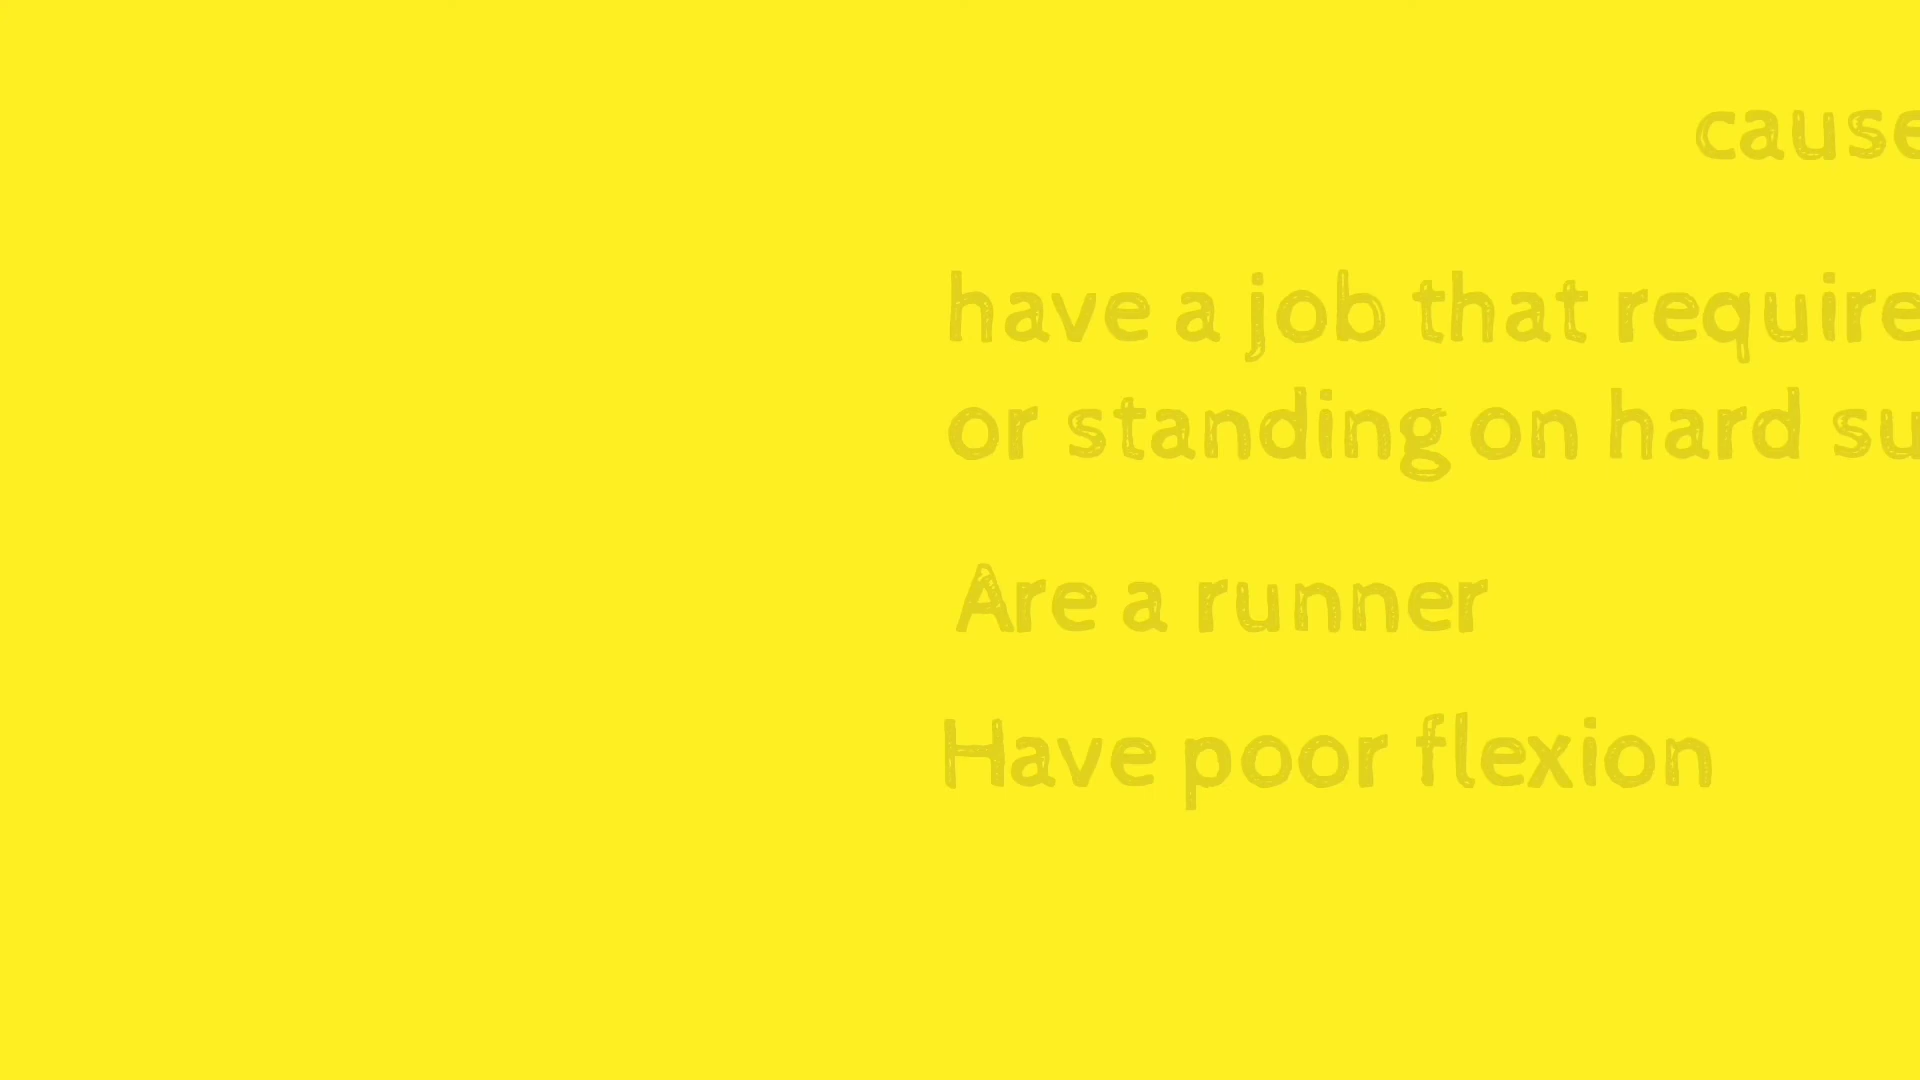 cause
have a job that require
or standing on hard su
Are a runner
Have poor flexion